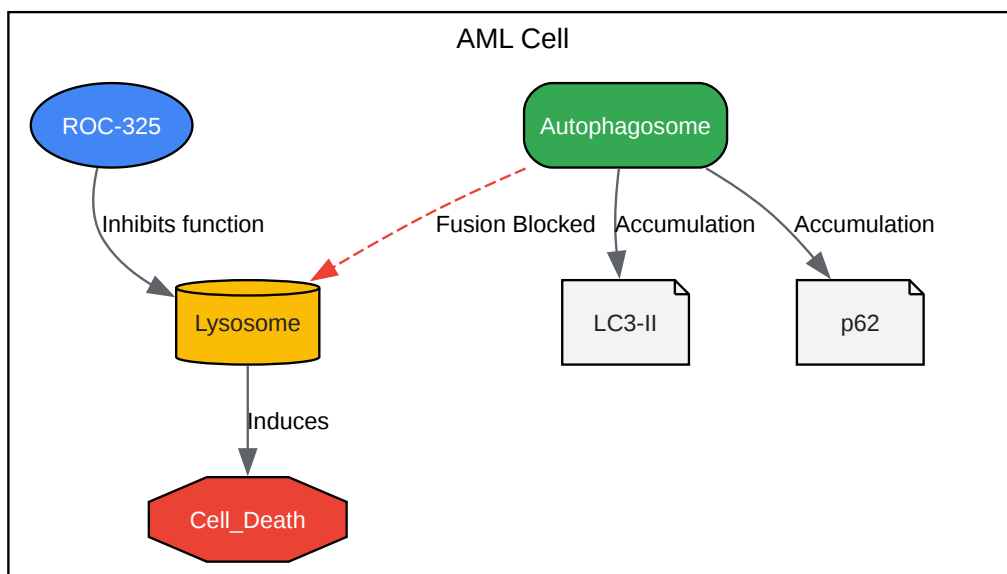 AML Cell
ROC-325
Autophagosome
Inhibits function
Fusion Blocked
Accumulation
Accumulation
Lysosome
LC3-II
p62
Induces
Cell_Death